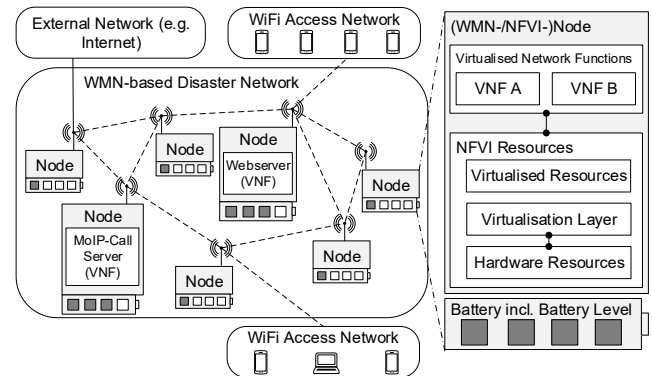 External Network (e.g.
Internet)
WiFi Access Network
WMN-based Disaster Network
Node
Node
Node
Webserver
(VNF)
Node
Node
MoIP-Call
Server
(VNF)
Node
Node
WiFi Access Network
(WMN-/NFVI-)Node
Virtualised Network Functions
VNF A
VNF B
NFVI Resources
Virtualised Resources
Virtualisation Layer
Hardware Resources
Battery incl. Battery Level